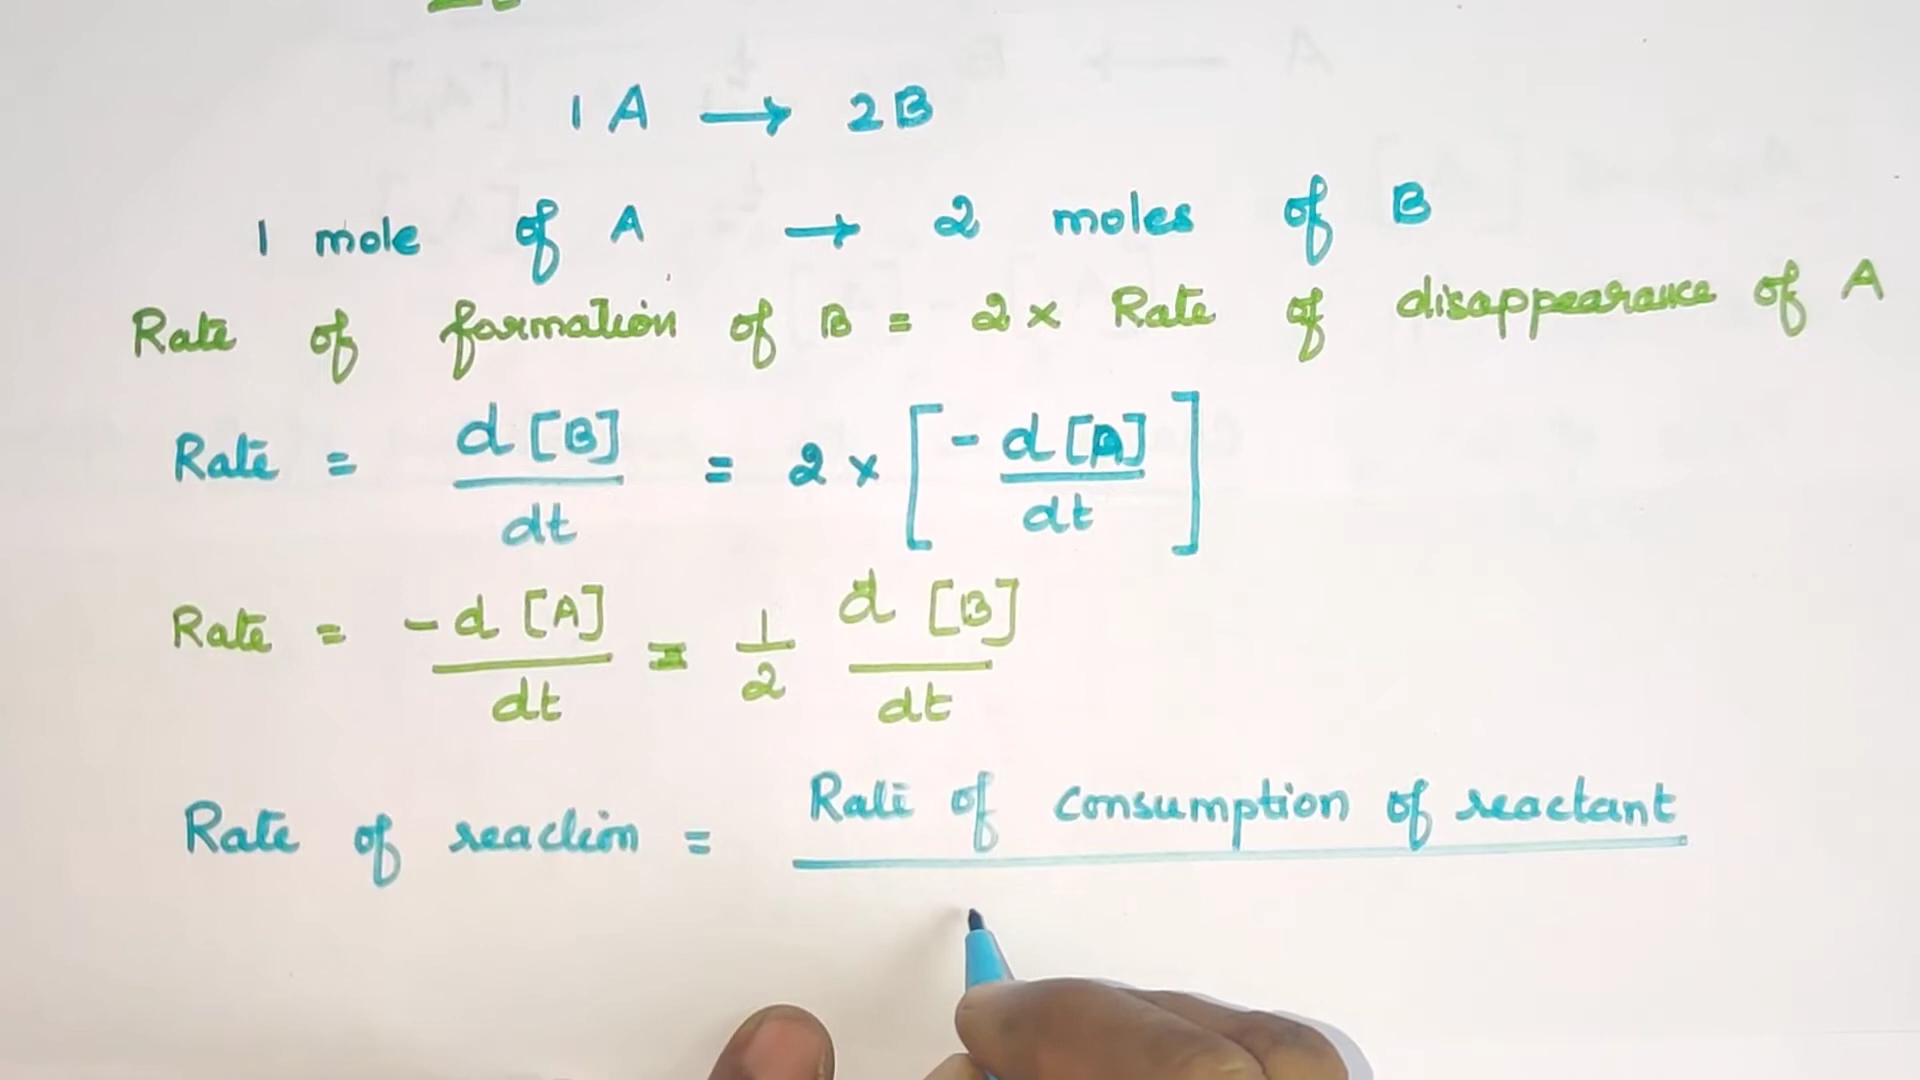 1 A → 2B
1 mole of A → 2 moles of B
Rate of formation of B = 2 × Rate of disappearance of A
Rate = d[B]/dt = 2 × [-d[A]/dt]
Rate = -d[A]/dt = 1/2 d[B]/dt
Rate of reaction = Rate of consumption of reactant